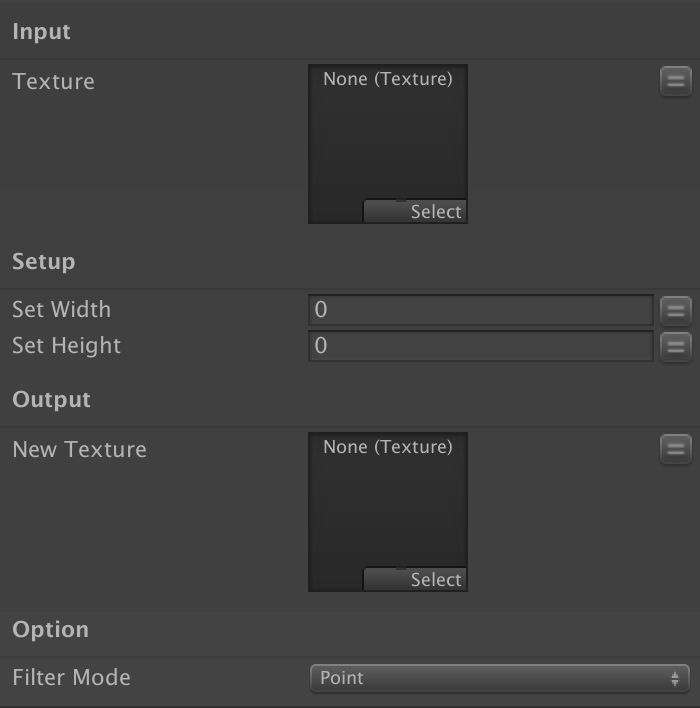 Input
Texture
None (Texture)
Select
Setup
Set Width
0
Set Height
0
Output
New Texture
None (Texture)
Select
Option
Filter Mode
Point